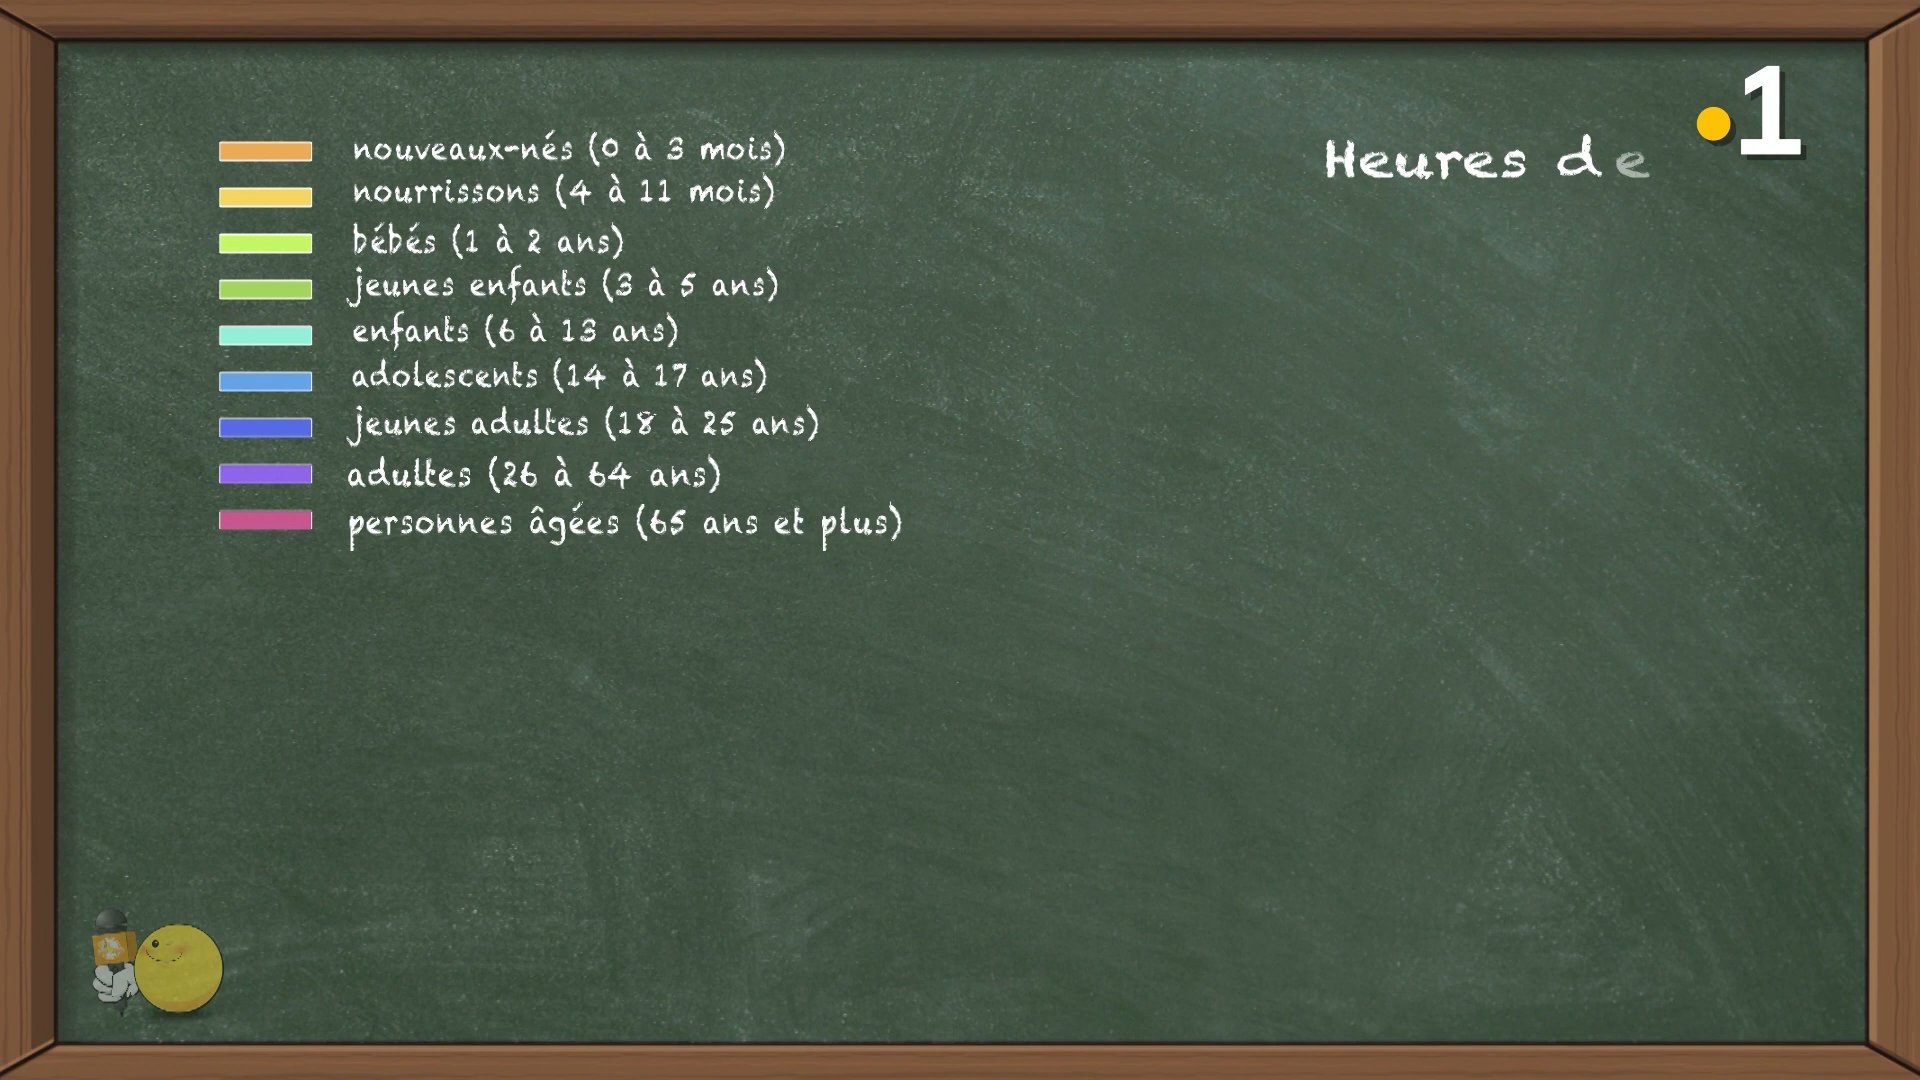 1
Heures de
nouveaux-nés (0 à 3 mois)
nourrissons (4 à 11 mois)
bébés (1 à 2 ans)
jeunes enfants (3 à 5 ans)
enfants (6 à 13 ans)
adolescents (14 à 17 ans)
jeunes adultes (18 à 25 ans)
adultes (26 à 64 ans)
personnes âgées (65 ans et plus)